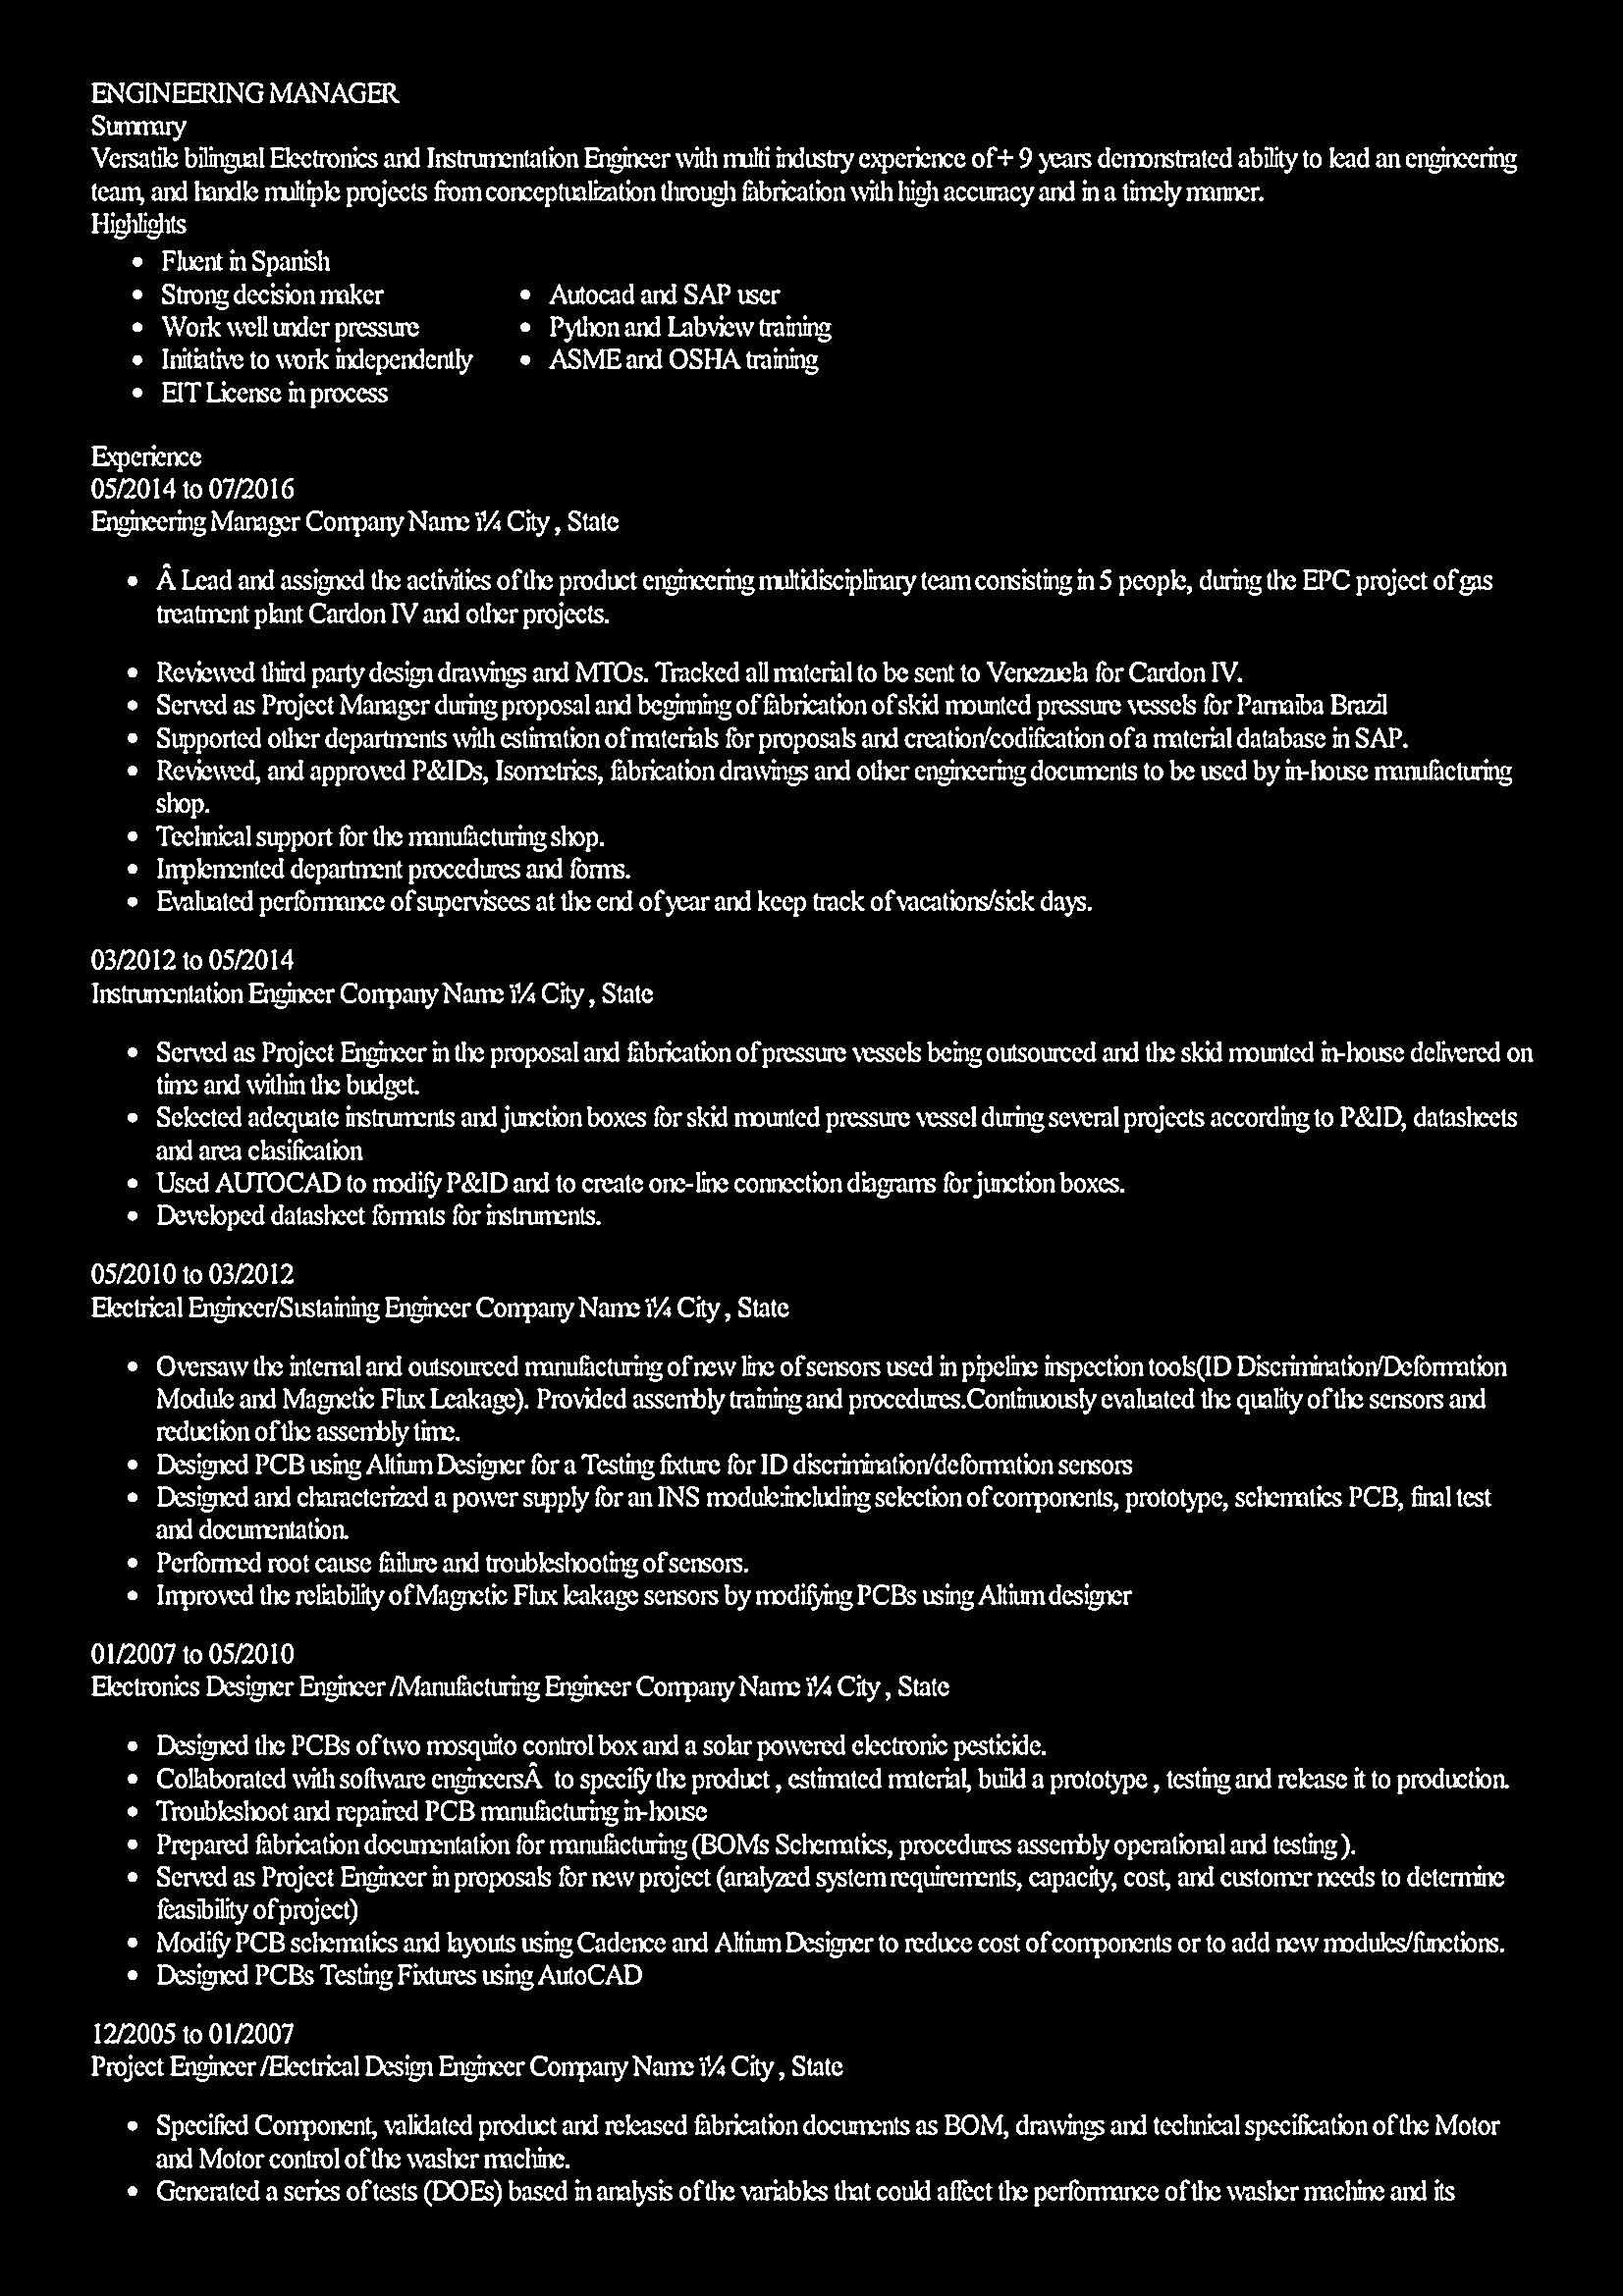 ENGINEERING MANAGER
Summary
Versatile bilingual Electronics and Instrumentation Engineer with multi industry experience of + 9 years demonstrated ability to lead an engineering
team, and handle multiple projects from conceptualization through fabrication with high accuracy and in a timely manner.
Highlights
• Fluent in Spanish
• Strong decision maker
• Work well under pressure
• Initiative to work independently
• EIT License in process
• Autocad and SAP user
• Python and Labview training
• ASME and OSHA training
Experience
05/2014 to 07/2016
Engineering Manager Company Name ï¼ City , State
• Â Lead and assigned the activities of the product engineering multidisciplinary team consisting in 5 people, during the EPC project of gas
treatment plant Cardon IV and other projects.
• Reviewed third party design drawings and MTOs. Tracked all material to be sent to Venezuela for Cardon IV.
• Served as Project Manager during proposal and beginning of fabrication of skid mounted pressure vessels for Parnaiba Brazil
• Supported other departments with estimation of materials for proposals and creation/codification of a material database in SAP.
• Reviewed, and approved P&IDs, Isometrics, fabrication drawings and other engineering documents to be used by in-house manufacturing
shop.
• Technical support for the manufacturing shop.
• Implemented department procedures and forms.
• Evaluated performance of supervisees at the end of year and keep track of vacations/sick days.
03/2012 to 05/2014
Instrumentation Engineer Company Name ï¼ City , State
• Served as Project Engineer in the proposal and fabrication of pressure vessels being outsourced and the skid mounted in-house delivered on
time and within the budget.
• Selected adequate instruments and junction boxes for skid mounted pressure vessel during several projects according to P&ID, datasheets
and area clasification
• Used AUTOCAD to modify P&ID and to create one-line connection diagrams for junction boxes.
• Developed datasheet formats for instruments.
05/2010 to 03/2012
Electrical Engineer/Sustaining Engineer Company Name ï¼ City , State
• Oversaw the internal and outsourced manufacturing of new line of sensors used in pipeline inspection tools(ID Discrimination/Deformation
Module and Magnetic Flux Leakage). Provided assembly training and procedures.Continuously evaluated the quality of the sensors and
reduction of the assembly time.
• Designed PCB using Altium Designer for a Testing fixture for ID discrimination/deformation sensors
• Designed and characterized a power supply for an INS module:including selection of components, prototype, schematics PCB, final test
and documentation.
• Performed root cause failure and troubleshooting of sensors.
• Improved the reliability of Magnetic Flux leakage sensors by modifying PCBs using Altium designer
01/2007 to 05/2010
Electronics Designer Engineer /Manufacturing Engineer Company Name ï¼ City , State
• Designed the PCBs of two mosquito control box and a solar powered electronic pesticide.
• Collaborated with software engineersÂ  to specify the product , estimated material, build a prototype , testing and release it to production.
• Troubleshoot and repaired PCB manufacturing in-house
• Prepared fabrication documentation for manufacturing (BOMs Schematics, procedures assembly operational and testing ).
• Served as Project Engineer in proposals for new project (analyzed system requirements, capacity, cost, and customer needs to determine
feasibility of project)
• Modify PCB schematics and layouts using Cadence and Altium Designer to reduce cost of components or to add new modules/functions.
• Designed PCBs Testing Fixtures using AutoCAD
12/2005 to 01/2007
Project Engineer /Electrical Design Engineer Company Name ï¼ City , State
• Specified Component, validated product and released fabrication documents as BOM, drawings and technical specification of the Motor
and Motor control of the washer machine.
• Generated a series of tests (DOEs) based in analysis of the variables that could affect the performance of the washer machine and its